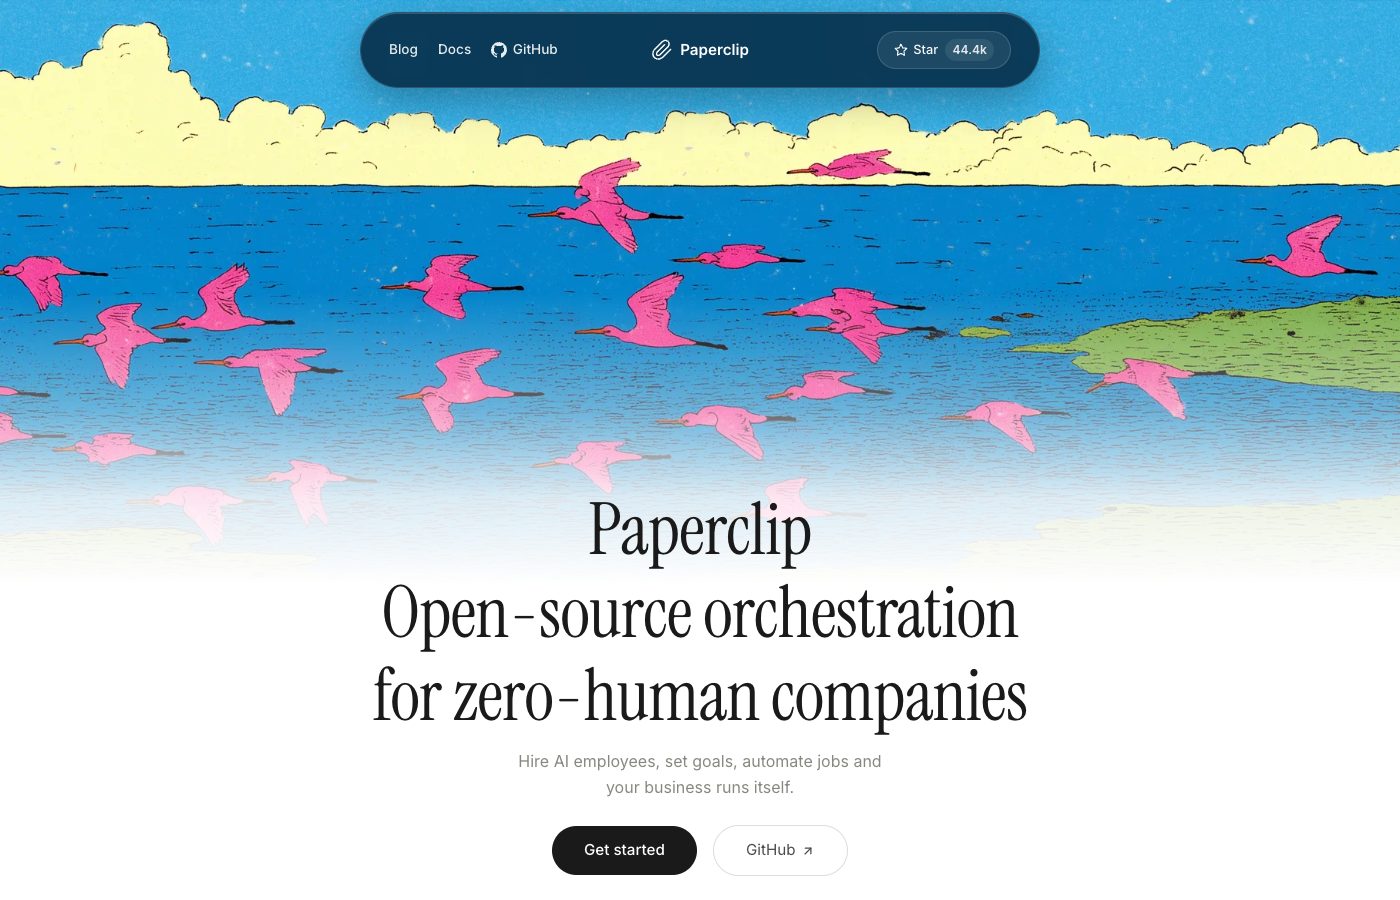 Blog Docs GitHub Paperclip Star 44.4k
Paperclip
Open-source orchestration
for zero-human companies
Hire AI employees, set goals, automate jobs and
your business runs itself.
Get started GitHub